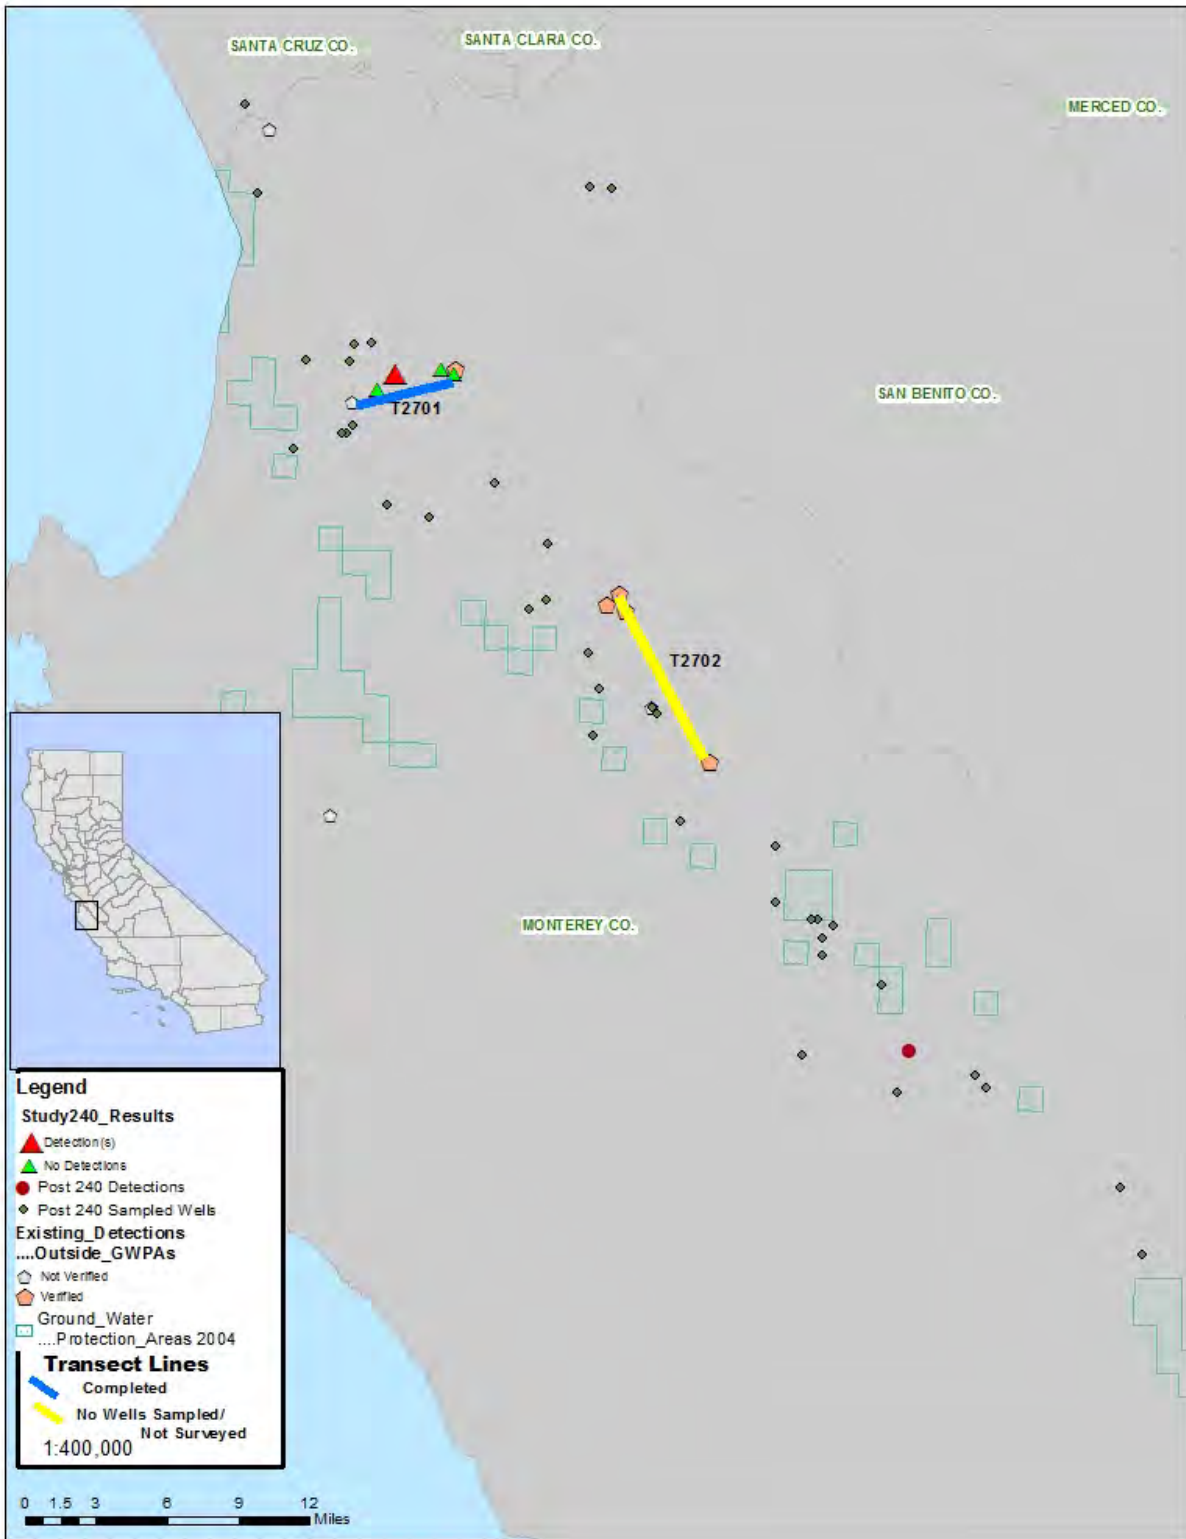 SANTA CRUZ CO.
SANTA CLARA CO.
MERCED CO.
SAN BENITO CO.
T2701
T2702
MONTEREY CO.
Legend
Study240_Results
Detection(s)
No Detections
Post 240 Detections
Post 240 Sampled Wells
Existing_Detections
....Outside_GWPAs
Not Verified
Verified
Ground_Water
....Protection_Areas 2004
Transect Lines
Completed
No Wells Sampled/
Not Surveyed
1:400,000
0 1.5 3 6 9 12
Miles